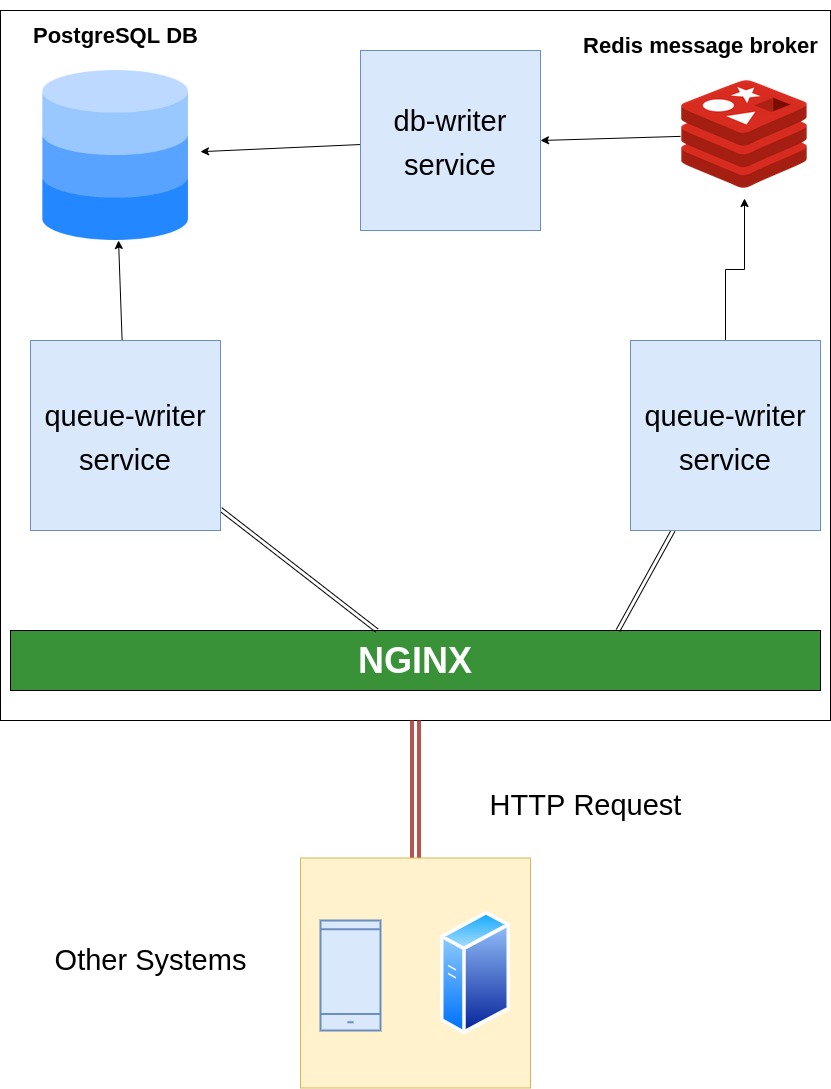 PostgreSQL DB
Redis message broker
db-writer
service
queue-writer
service
queue-writer
service
NGINX
HTTP Request
Other Systems